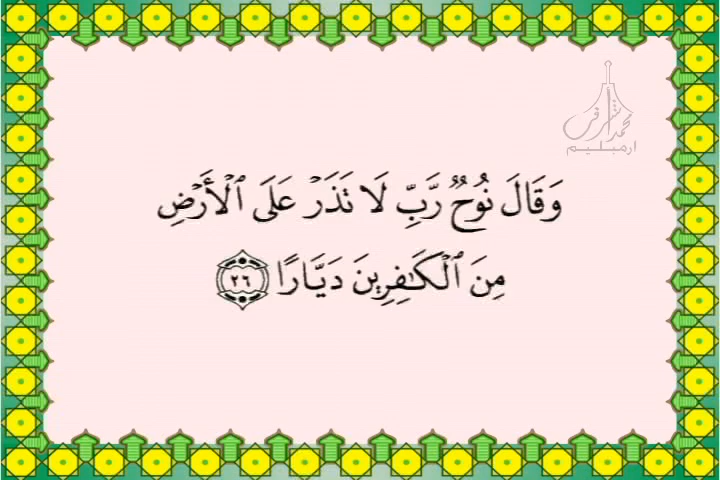 وَقَالَ نُوحٌ رَّبِّ لَا تَذَرْ عَلَى ٱلْأَرْضِ
مِنَ ٱلْكَـٰفِرِينَ دَيَّارًا ٢٦